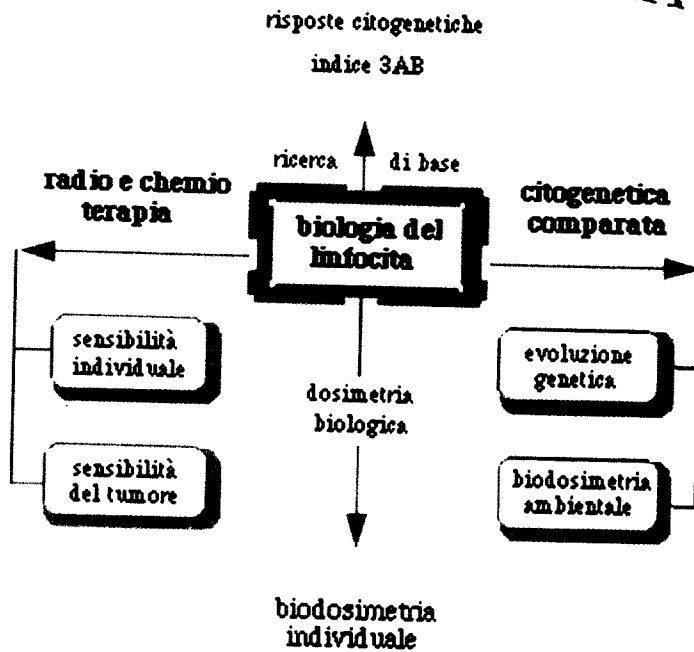 risposte citogenetiche
indice 3AB
ricerca di base
radio e chemio
terapia
biologia del
linfocita
citogenetica
comparata
sensibilità
individuale
sensibilità
del tumore
dosimetria
biologica
evoluzione
genetica
biodosimetria
ambientale
biodosimetria
individuale